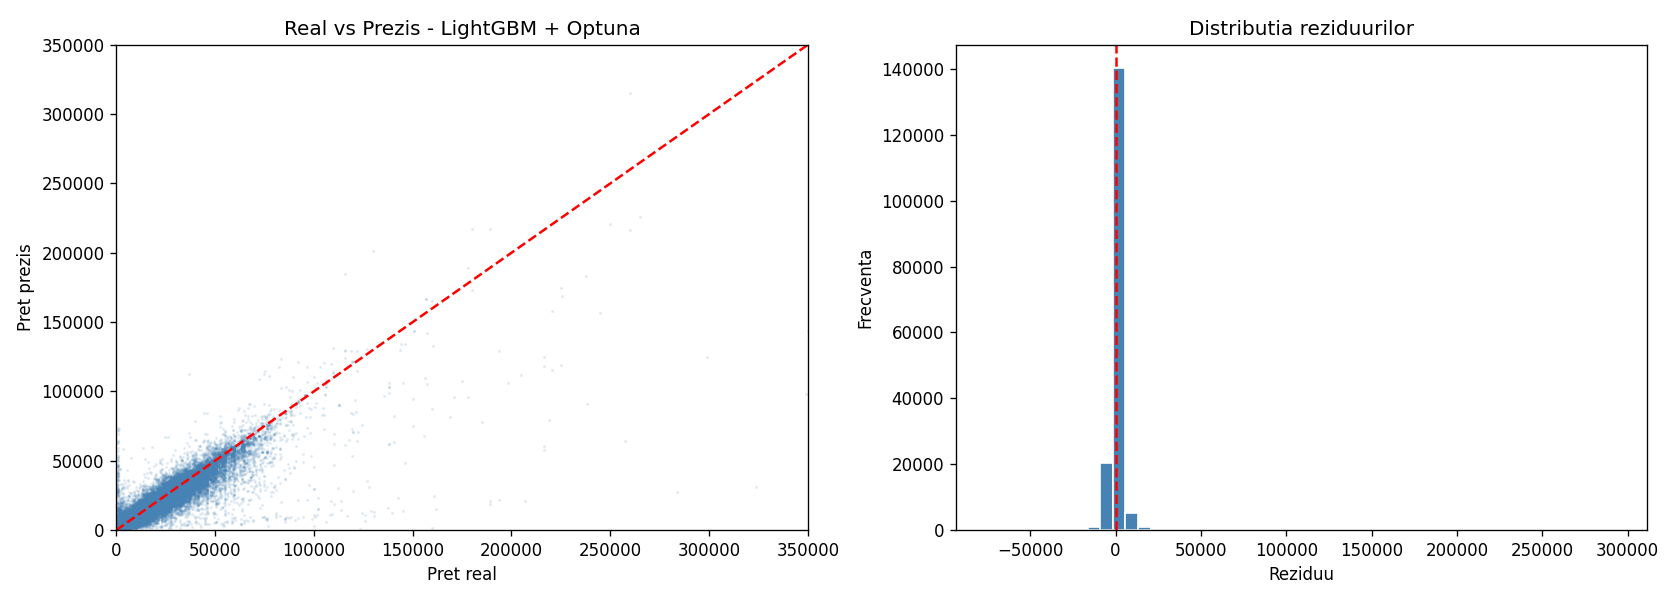 Real vs Prezis - LightGBM + Optuna
350000
300000
250000
200000
150000
100000
50000
0
Pret prezis
0 50000 100000 150000 200000 250000 300000 350000
Pret real
Distributia reziduurilor
140000
120000
100000
80000
60000
40000
20000
0
Frecventa
−50000 0 50000 100000 150000 200000 250000 300000
Reziduu